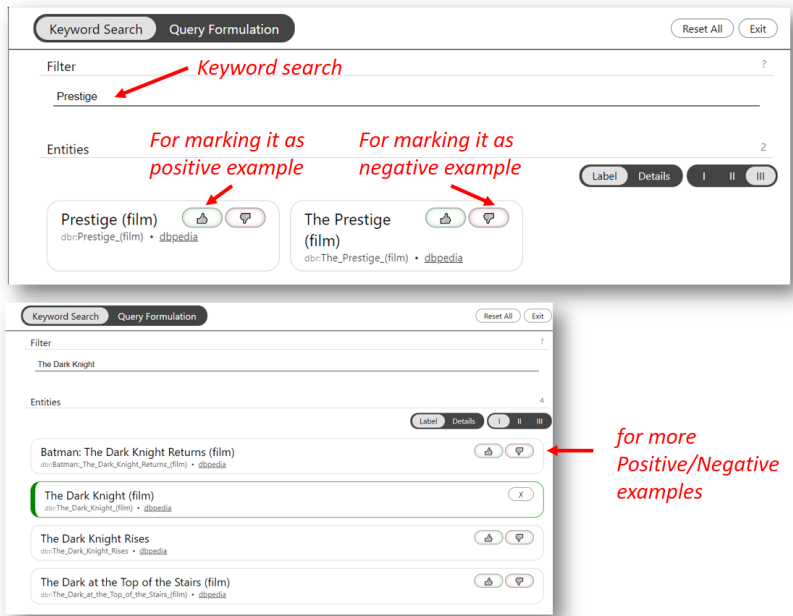 Keyword Search Query Formulation Reset All Exit
Filter ?
Keyword search
Prestige
For marking it as positive example
For marking it as negative example
Entities 2
Label Details I II III
Prestige (film)
dbr:Prestige_(film) • dbpedia
The Prestige
(film)
dbr:The_Prestige_(film) • dbpedia
Keyword Search Query Formulation Reset All Exit
Filter ?
The Dark Knight
Entities 4
Label Details I II III
Batman: The Dark Knight Returns (film)
dbr:Batman:_The_Dark_Knight_Returns_(film) • dbpedia
The Dark Knight (film) X
dbr:The_Dark_Knight_(film) • dbpedia
The Dark Knight Rises
dbr:The_Dark_Knight_Rises • dbpedia
The Dark at the Top of the Stairs (film)
dbr:The_Dark_at_the_Top_of_the_Stairs_(film) • dbpedia
for more
Positive/Negative
examples